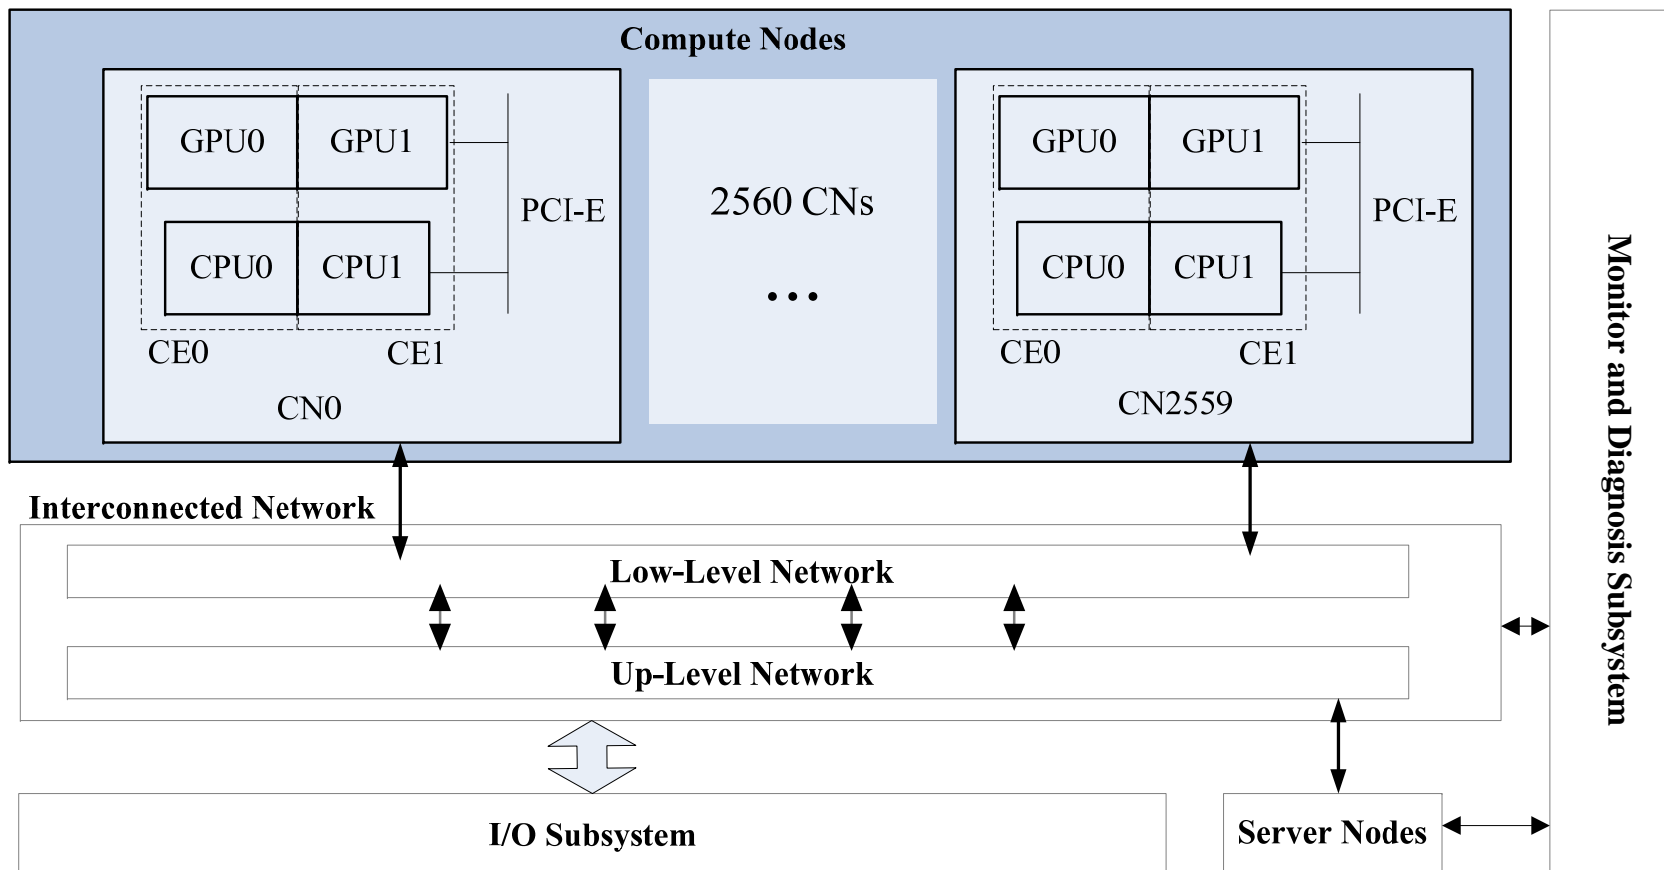 Compute Nodes
GPU0 GPU1
PCI-E
CPU0 CPU1
CE0 CE1
CN0
2560 CNs
...
GPU0 GPU1
PCI-E
CPU0 CPU1
CE0 CE1
CN2559
Interconnected Network
Low-Level Network
Up-Level Network
I/O Subsystem
Server Nodes
Monitor and Diagnosis Subsystem